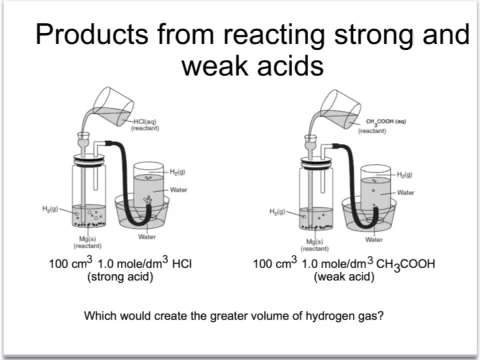 Products from reacting strong and
weak acids
HCl(aq)
(reactant)
H₂(g)
Water
H₂(g)
Mg(s)
(reactant)
Water
100 cm³ 1.0 mole/dm³ HCl
(strong acid)
CH₃COOH (aq)
(reactant)
H₂(g)
Water
H₂(g)
Mg(s)
(reactant)
Water
100 cm³ 1.0 mole/dm³ CH₃COOH
(weak acid)
Which would create the greater volume of hydrogen gas?